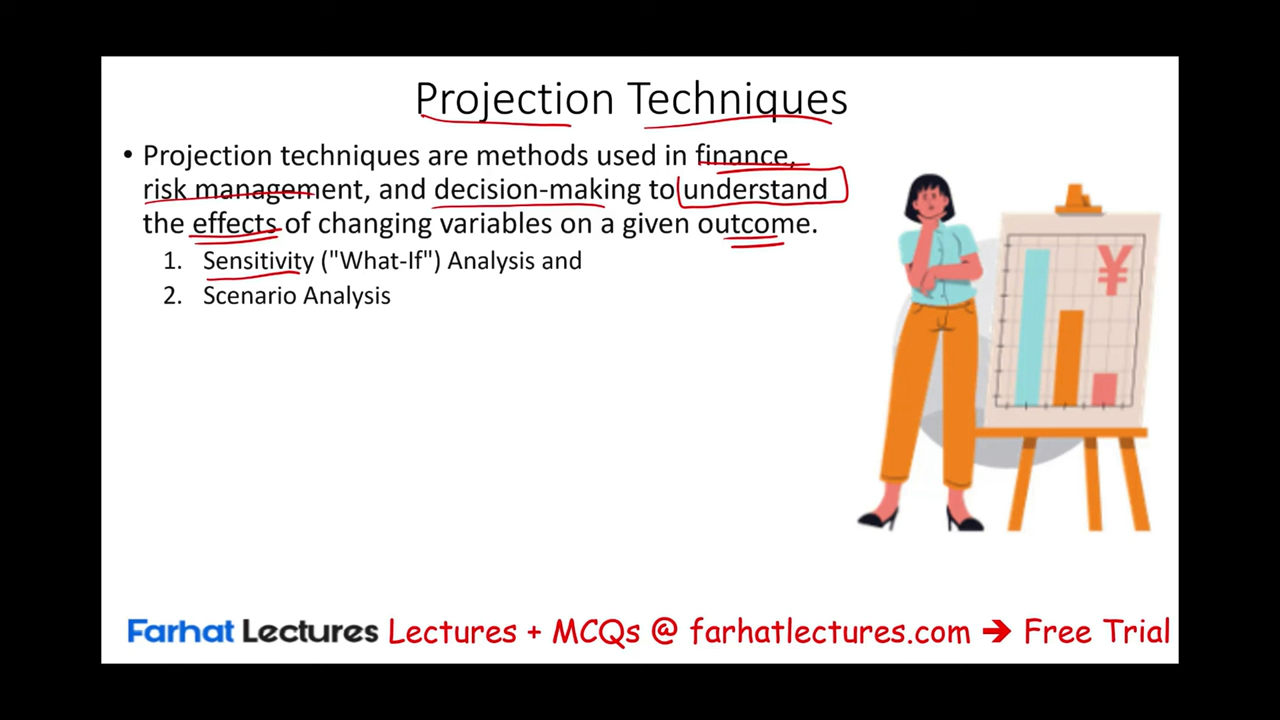 Projection Techniques
• Projection techniques are methods used in finance,
risk management, and decision-making to understand
the effects of changing variables on a given outcome.
1. Sensitivity ("What-If") Analysis and
2. Scenario Analysis
¥
Farhat Lectures Lectures + MCQs @ farhatlectures.com ➔ Free Trial